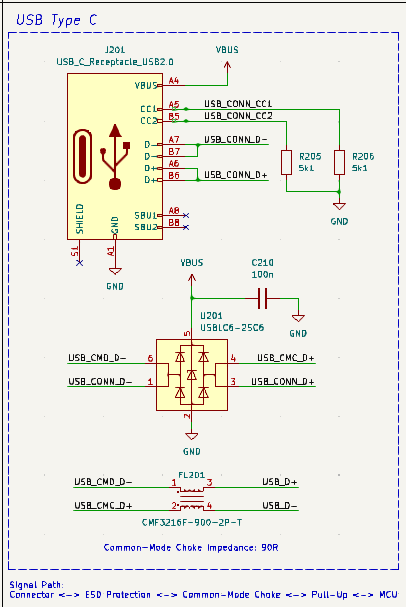 USB Type C
J201
USB_C_Receptacle_USB2.0
VBUS
VBUS
A4
CC1
A5
USB_CONN_CC1
CC2
B5
USB_CONN_CC2
D-
A7
USB_CONN_D-
D-
B7
D+
A6
D+
B6
USB_CONN_D+
R205
5k1
R206
5k1
GND
SBU1
A8
SBU2
B8
SHIELD
GND
S1
A1
GND
VBUS
C210
100n
GND
U201
USBLC6-2SC6
5
USB_CMD_D-
6
4
USB_CMC_D+
USB_CONN_D-
1
3
USB_CONN_D+
2
GND
FL201
USB_CMD_D-
1
3
USB_D+
USB_CMC_D+
2
4
USB_D-
CMF3216F-900-2P-T
Common-Mode Choke Impedance: 90R
Signal Path:
Connector <-> ESD Protection <-> Common-Mode Choke <-> Pull-Up <-> MCU